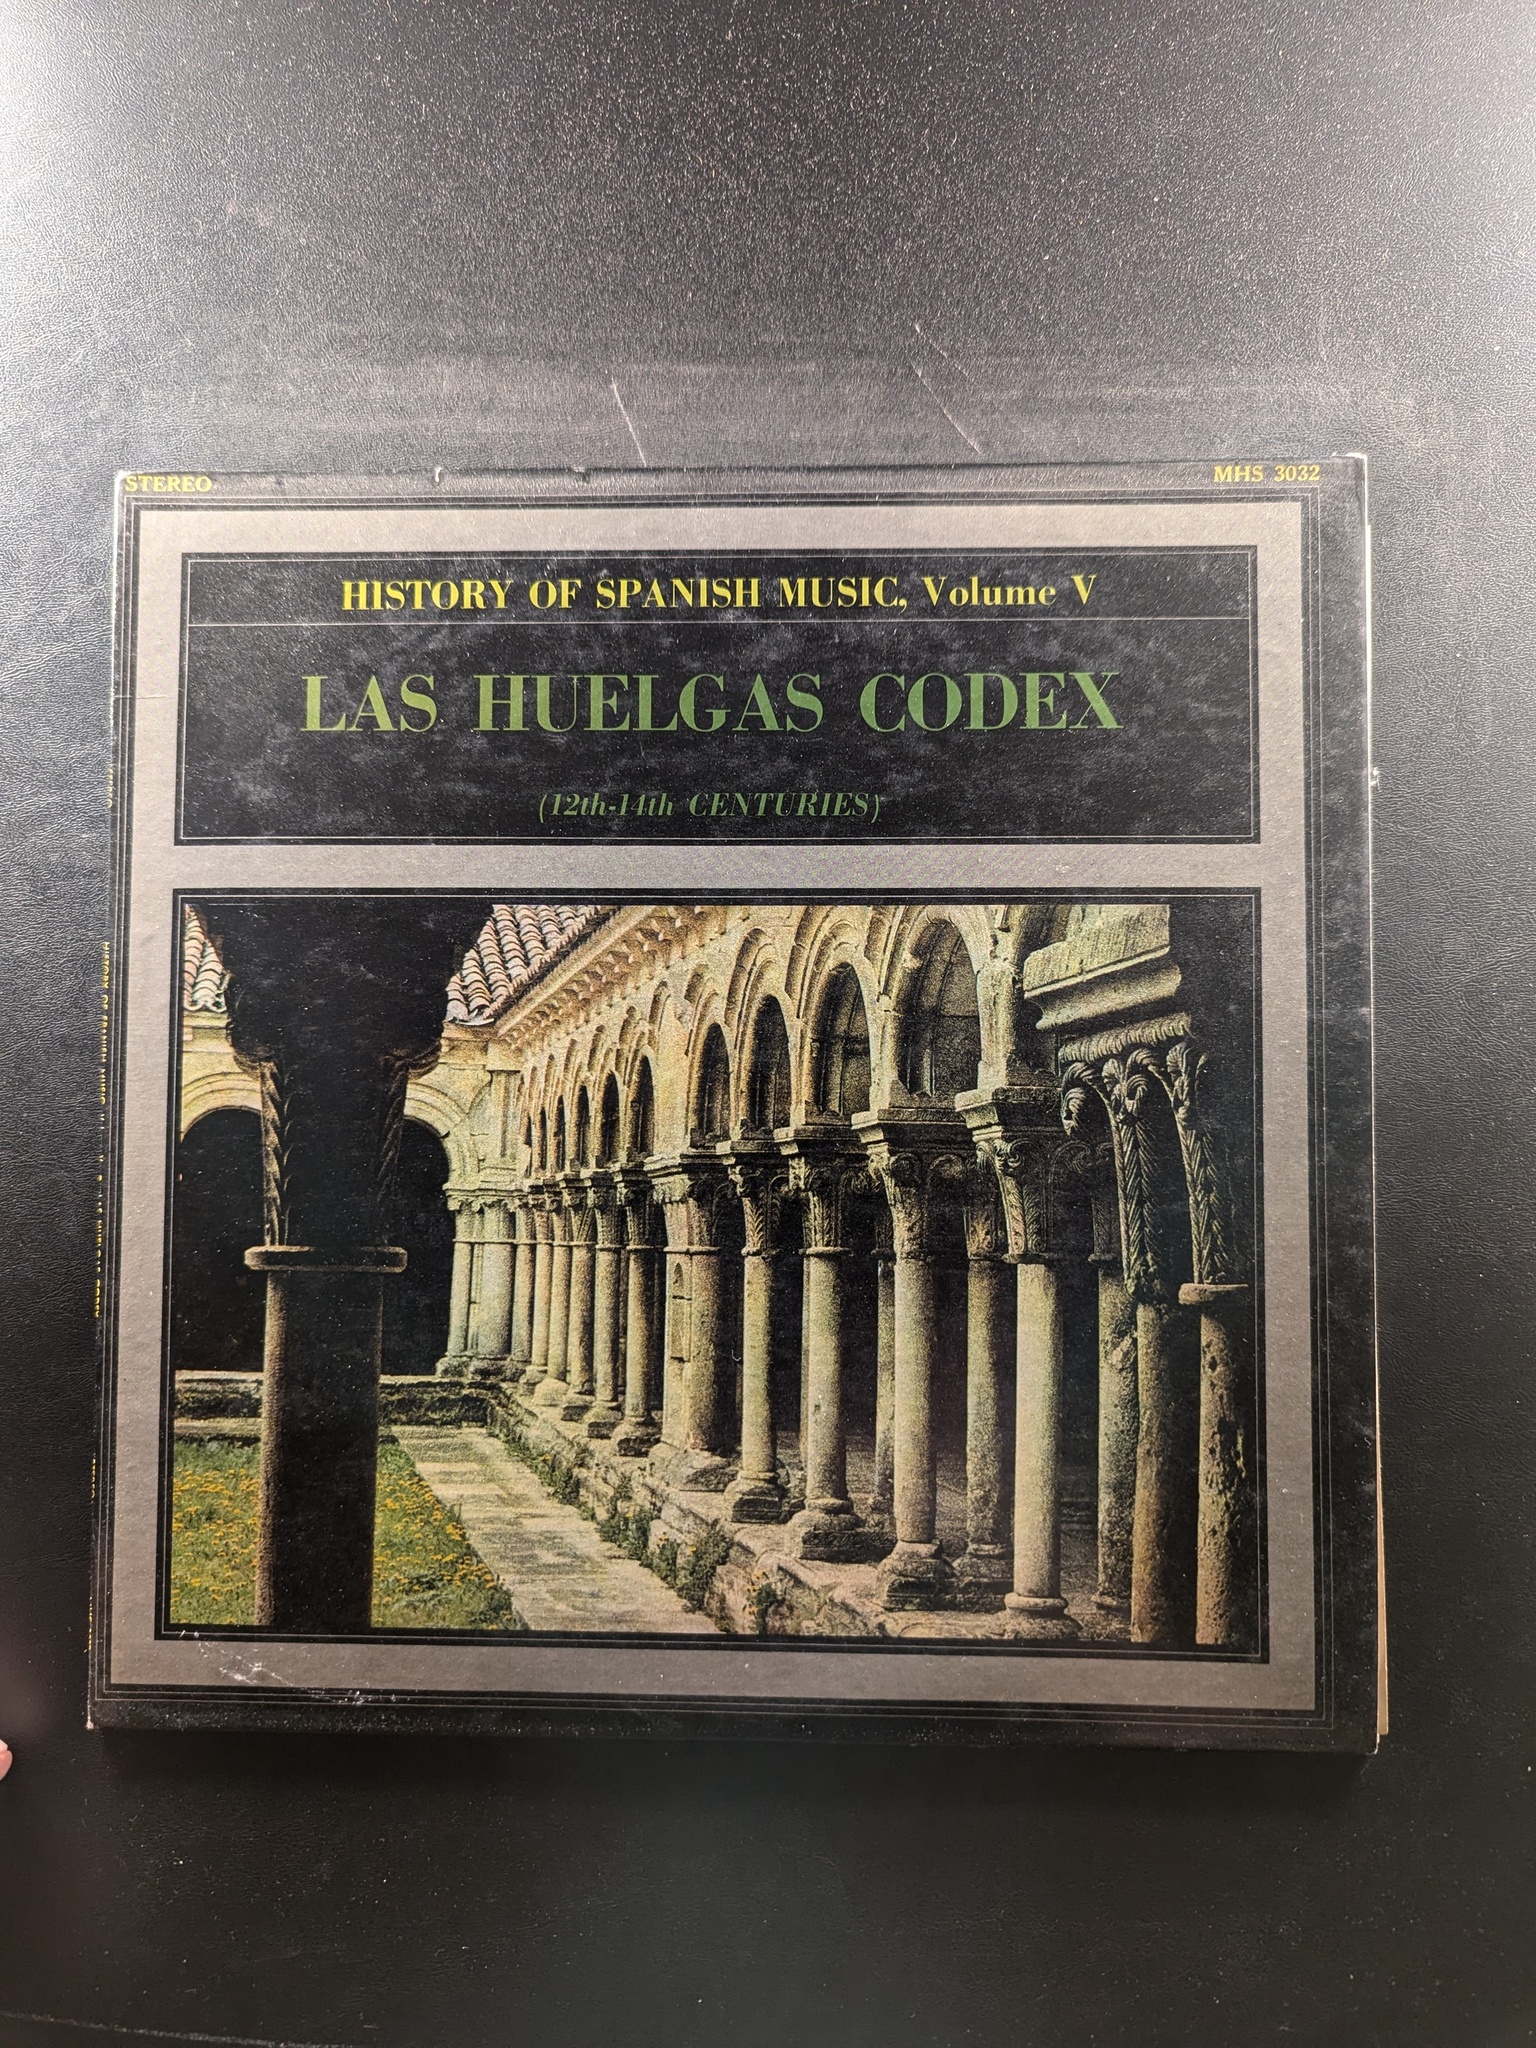 STEREO
MHS 3032
HISTORY OF SPANISH MUSIC, Volume V
LAS HUELGAS CODEX
(12th-14th CENTURIES)